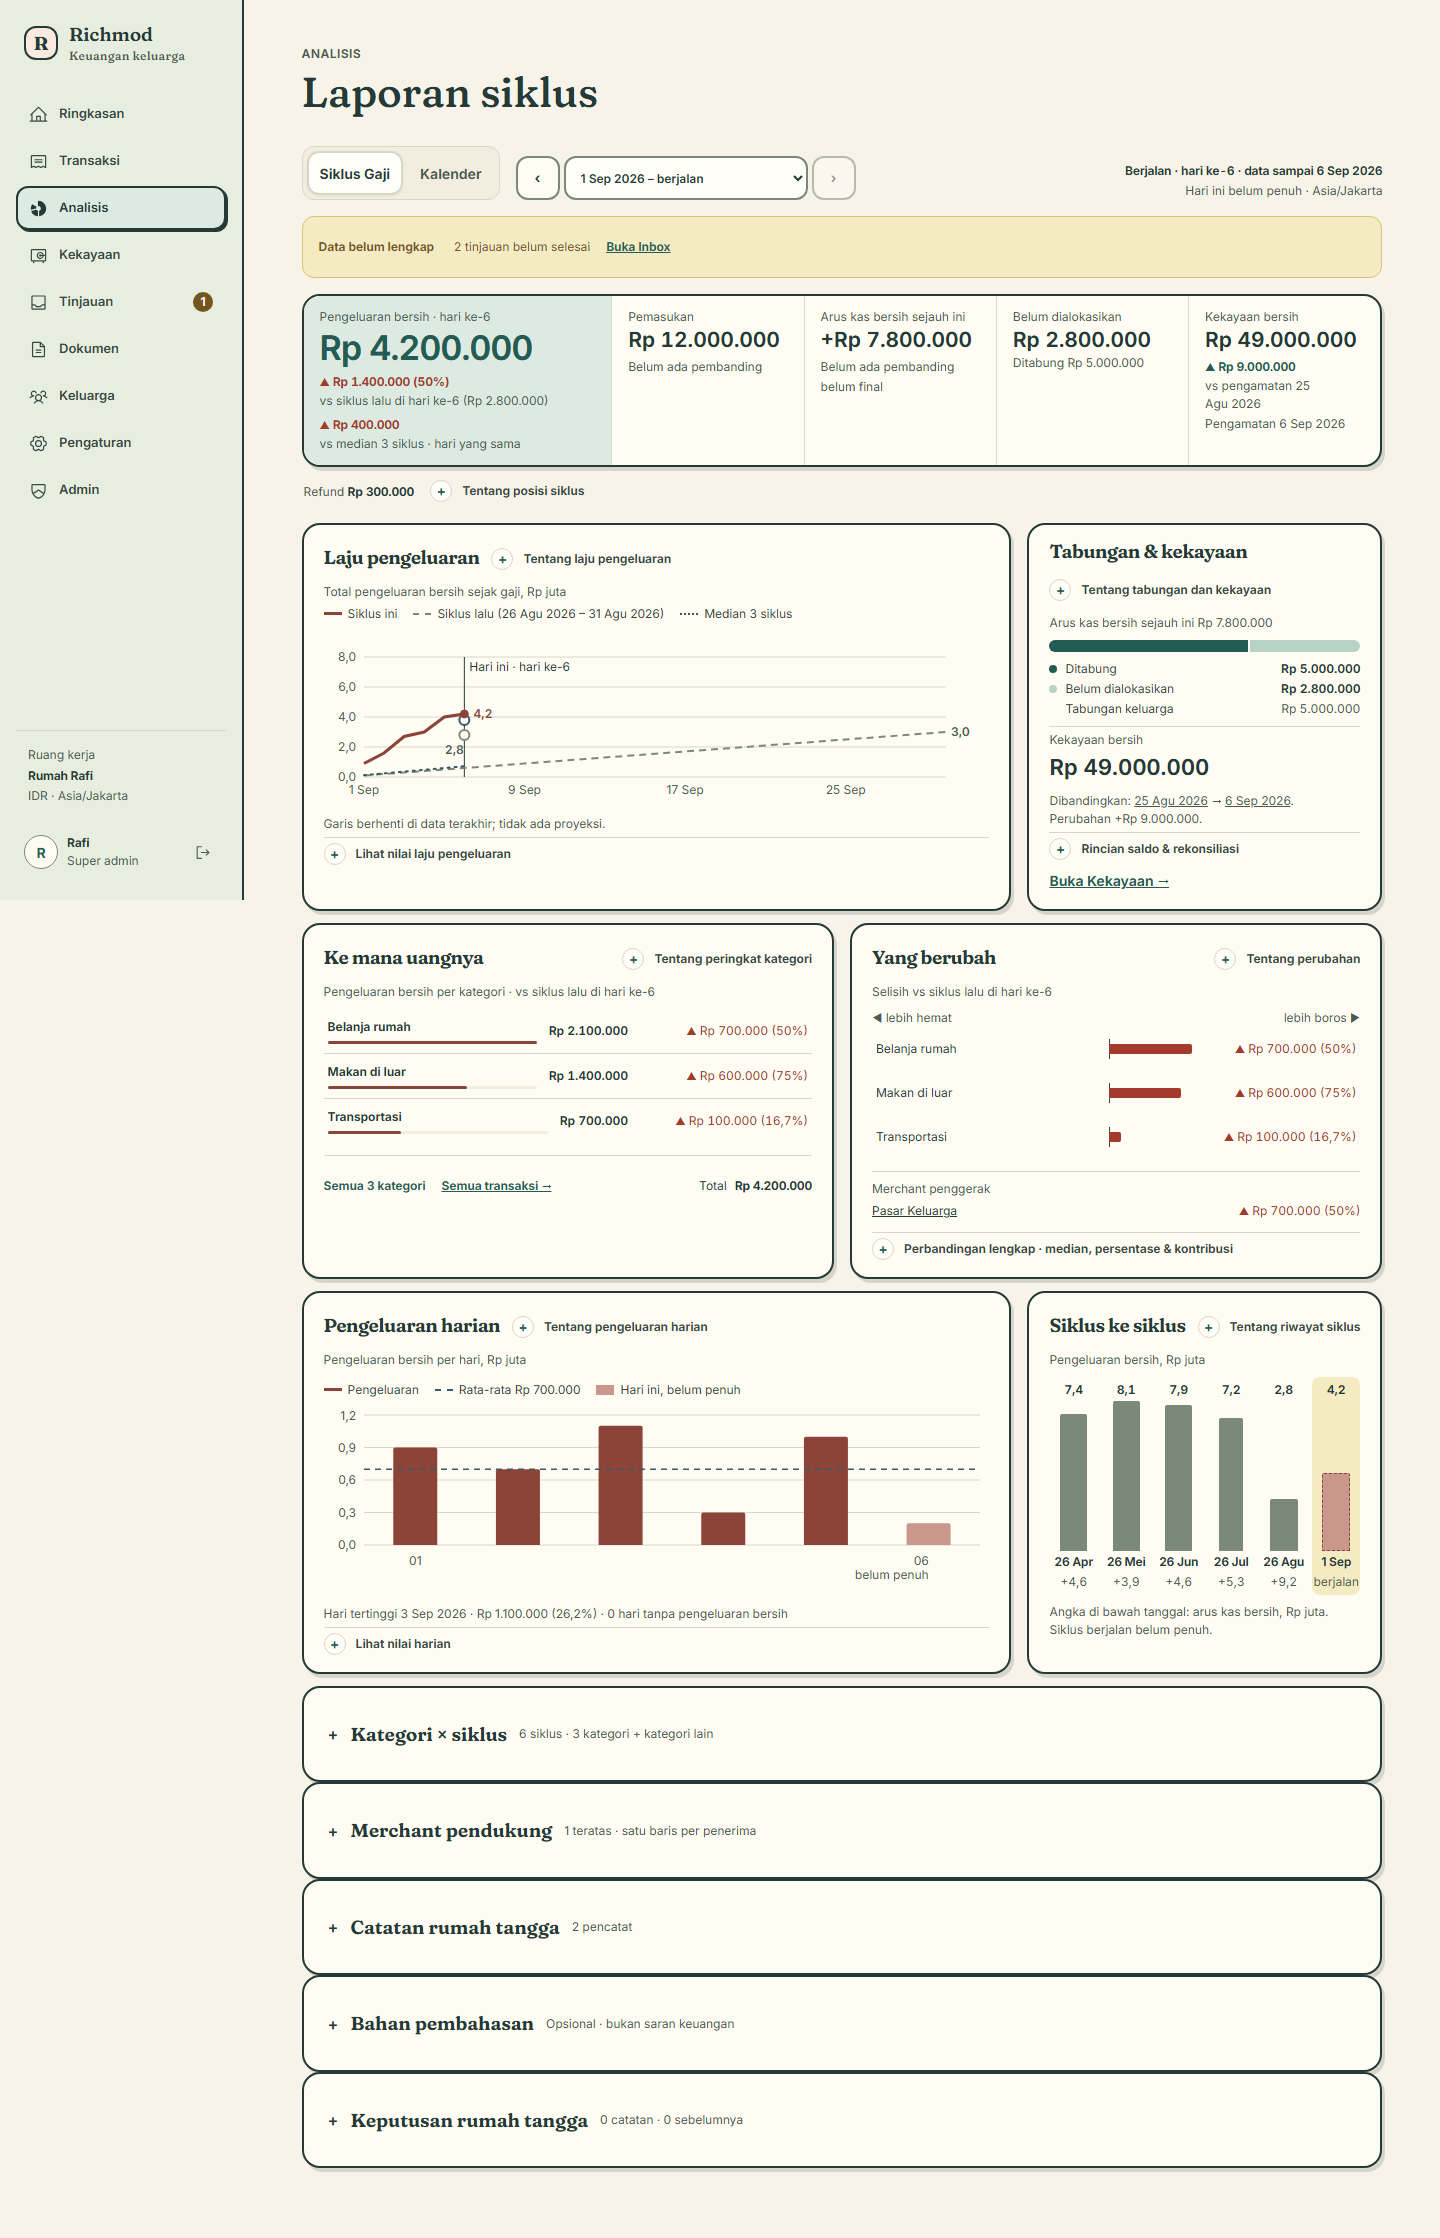 R
Richmod
Keuangan keluarga
Ringkasan
Transaksi
Analisis
Kekayaan
Tinjauan 1
Dokumen
Keluarga
Pengaturan
Admin
Ruang kerja
Rumah Rafi
IDR · Asia/Jakarta
R
Rafi
Super admin
ANALISIS
Laporan siklus
Siklus Gaji Kalender ‹ 1 Sep 2026 – berjalan ›
Berjalan · hari ke-6 · data sampai 6 Sep 2026
Hari ini belum penuh · Asia/Jakarta
Data belum lengkap 2 tinjauan belum selesai Buka Inbox
Pengeluaran bersih · hari ke-6
Rp 4.200.000
▲ Rp 1.400.000 (50%)
vs siklus lalu di hari ke-6 (Rp 2.800.000)
▲ Rp 400.000
vs median 3 siklus · hari yang sama
Pemasukan
Rp 12.000.000
Belum ada pembanding
Arus kas bersih sejauh ini
+Rp 7.800.000
Belum ada pembanding
belum final
Belum dialokasikan
Rp 2.800.000
Ditabung Rp 5.000.000
Kekayaan bersih
Rp 49.000.000
▲ Rp 9.000.000
vs pengamatan 25
Agu 2026
Pengamatan 6 Sep 2026
Refund Rp 300.000 + Tentang posisi siklus
Laju pengeluaran + Tentang laju pengeluaran
Total pengeluaran bersih sejak gaji, Rp juta
Siklus ini Siklus lalu (26 Agu 2026 – 31 Agu 2026) Median 3 siklus
8,0
Hari ini · hari ke-6
6,0
4,0
4,2
2,0
2,8
3,0
0,0
1 Sep 9 Sep 17 Sep 25 Sep
Garis berhenti di data terakhir; tidak ada proyeksi.
+ Lihat nilai laju pengeluaran
Tabungan & kekayaan
+ Tentang tabungan dan kekayaan
Arus kas bersih sejauh ini Rp 7.800.000
Ditabung Rp 5.000.000
Belum dialokasikan Rp 2.800.000
Tabungan keluarga Rp 5.000.000
Kekayaan bersih
Rp 49.000.000
Dibandingkan: 25 Agu 2026 → 6 Sep 2026.
Perubahan +Rp 9.000.000.
+ Rincian saldo & rekonsiliasi
Buka Kekayaan →
Ke mana uangnya + Tentang peringkat kategori
Pengeluaran bersih per kategori · vs siklus lalu di hari ke-6
Belanja rumah Rp 2.100.000 ▲ Rp 700.000 (50%)
Makan di luar Rp 1.400.000 ▲ Rp 600.000 (75%)
Transportasi Rp 700.000 ▲ Rp 100.000 (16,7%)
Semua 3 kategori Semua transaksi → Total Rp 4.200.000
Yang berubah + Tentang perubahan
Selisih vs siklus lalu di hari ke-6
◀ lebih hemat lebih boros ▶
Belanja rumah ▲ Rp 700.000 (50%)
Makan di luar ▲ Rp 600.000 (75%)
Transportasi ▲ Rp 100.000 (16,7%)
Merchant penggerak
Pasar Keluarga ▲ Rp 700.000 (50%)
+ Perbandingan lengkap · median, persentase & kontribusi
Pengeluaran harian + Tentang pengeluaran harian
Pengeluaran bersih per hari, Rp juta
Pengeluaran Rata-rata Rp 700.000 Hari ini, belum penuh
1,2
0,9
0,6
0,3
0,0
01 06
belum penuh
Hari tertinggi 3 Sep 2026 · Rp 1.100.000 (26,2%) · 0 hari tanpa pengeluaran bersih
+ Lihat nilai harian
Siklus ke siklus + Tentang riwayat siklus
Pengeluaran bersih, Rp juta
7,4 8,1 7,9 7,2 2,8 4,2
26 Apr 26 Mei 26 Jun 26 Jul 26 Agu 1 Sep
+4,6 +3,9 +4,6 +5,3 +9,2 berjalan
Angka di bawah tanggal: arus kas bersih, Rp juta.
Siklus berjalan belum penuh.
+ Kategori × siklus 6 siklus · 3 kategori + kategori lain
+ Merchant pendukung 1 teratas · satu baris per penerima
+ Catatan rumah tangga 2 pencatat
+ Bahan pembahasan Opsional · bukan saran keuangan
+ Keputusan rumah tangga 0 catatan · 0 sebelumnya